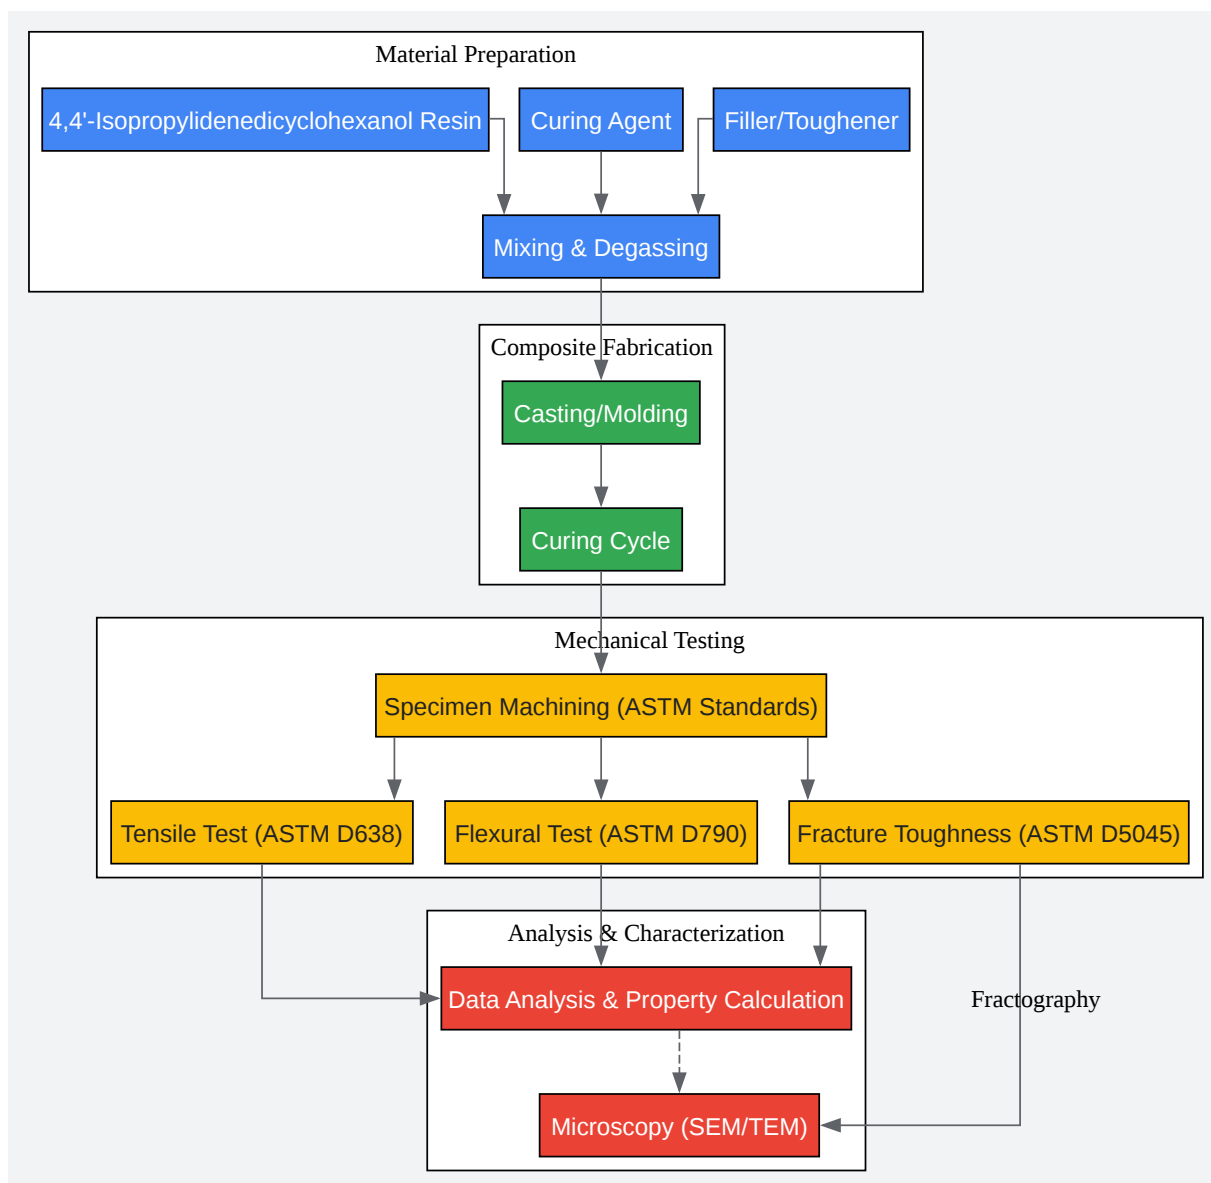 Material Preparation
4,4'-Isopropylidenedicyclohexanol Resin
Curing Agent
Filler/Toughener
Mixing & Degassing
Composite Fabrication
Casting/Molding
Curing Cycle
Mechanical Testing
Specimen Machining (ASTM Standards)
Tensile Test (ASTM D638)
Flexural Test (ASTM D790)
Fracture Toughness (ASTM D5045)
Analysis & Characterization
Data Analysis & Property Calculation
Fractography
Microscopy (SEM/TEM)